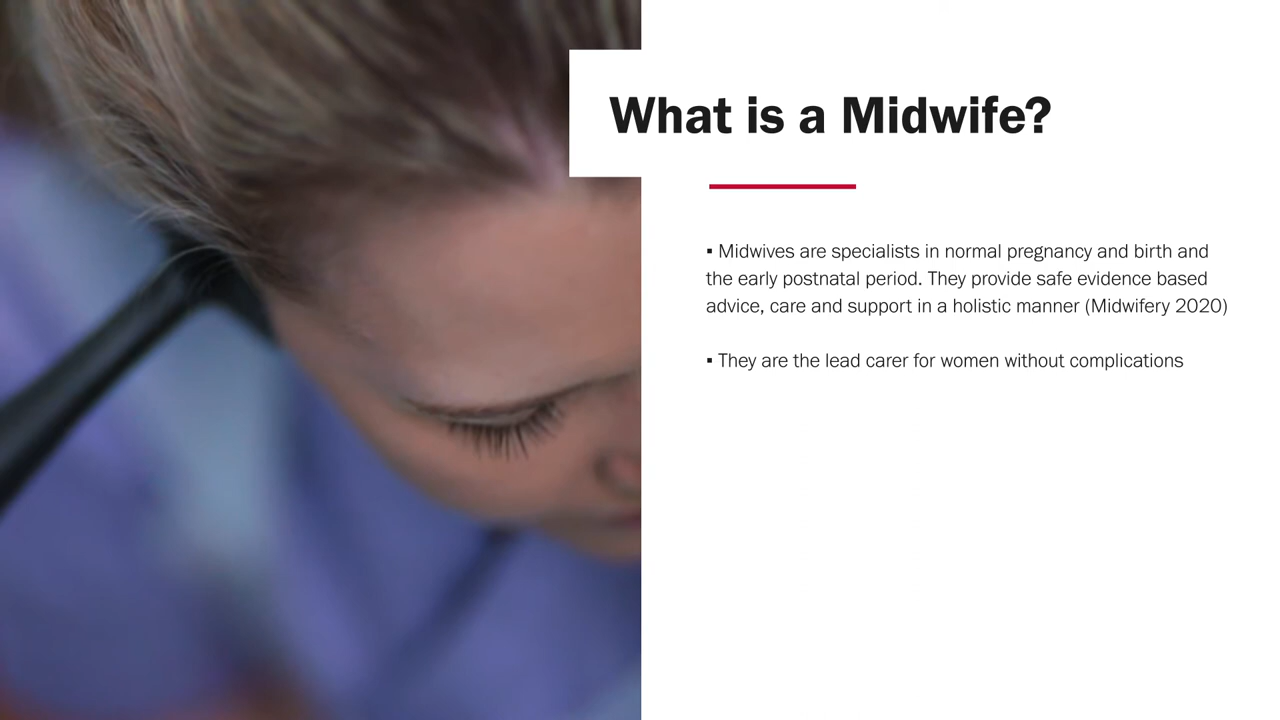 What is a Midwife?
▪ Midwives are specialists in normal pregnancy and birth and
the early postnatal period. They provide safe evidence based
advice, care and support in a holistic manner (Midwifery 2020)
▪ They are the lead carer for women without complications